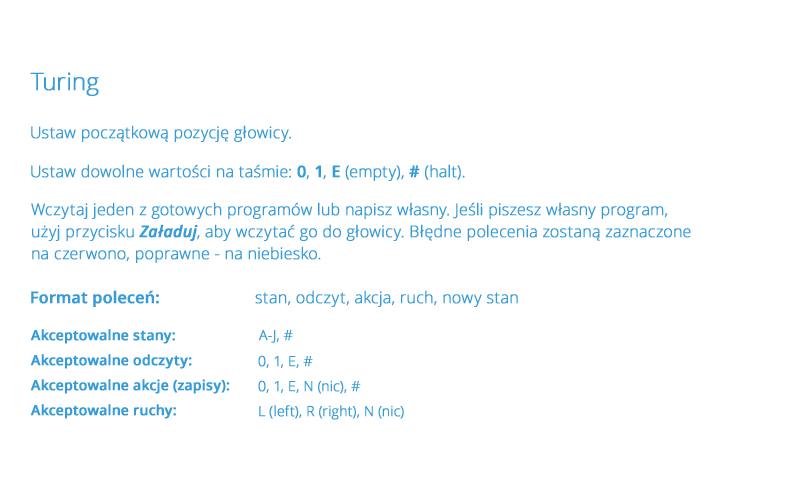 Turing
Ustaw początkową pozycję głowicy.
Ustaw dowolne wartości na taśmie: 0, 1, E (empty), # (halt).
Wczytaj jeden z gotowych programów lub napisz własny. Jeśli piszesz własny program,
użyj przycisku Załaduj, aby wczytać go do głowicy. Błędne polecenia zostaną zaznaczone
na czerwono, poprawne - na niebiesko.
Format poleceń: stan, odczyt, akcja, ruch, nowy stan
Akceptowalne stany: A-J, #
Akceptowalne odczyty: 0, 1, E, #
Akceptowalne akcje (zapisy): 0, 1, E, N (nic), #
Akceptowalne ruchy: L (left), R (right), N (nic)